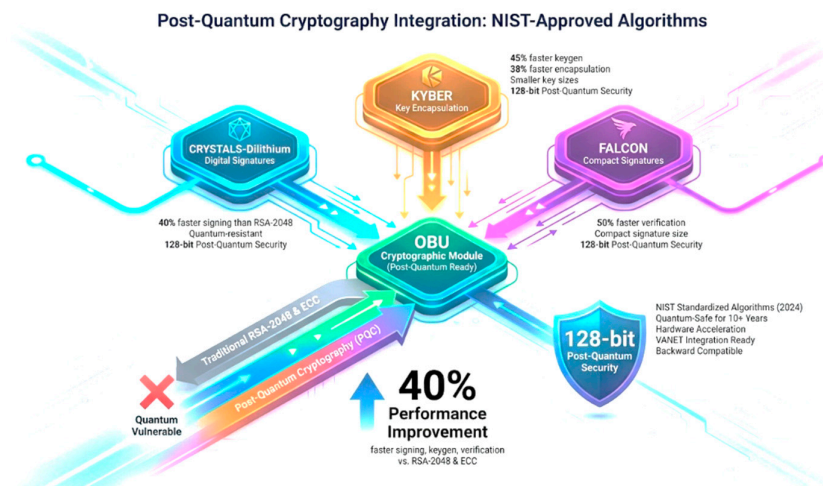 Post-Quantum Cryptography Integration: NIST-Approved Algorithms
KYBER
Key Encapsulation
45% faster keygen
38% faster encapsulation
Smaller key sizes
128-bit Post-Quantum Security
CRYSTALS-Dilithium
Digital Signatures
FALCON
Compact Signatures
40% faster signing than RSA-2048
Quantum-resistant
128-bit Post-Quantum Security
50% faster verification
Compact signature size
128-bit Post-Quantum Security
OBU
Cryptographic Module
(Post-Quantum Ready)
Traditional RSA-2048 & ECC
Post-Quantum Cryptography (PQC)
Quantum
Vulnerable
40%
Performance
Improvement
faster signing, keygen, verification
vs. RSA-2048 & ECC
128-bit
Post-Quantum
Security
NIST Standardized Algorithms (2024)
Quantum-Safe for 10+ Years
Hardware Acceleration
VANET Integration Ready
Backward Compatible